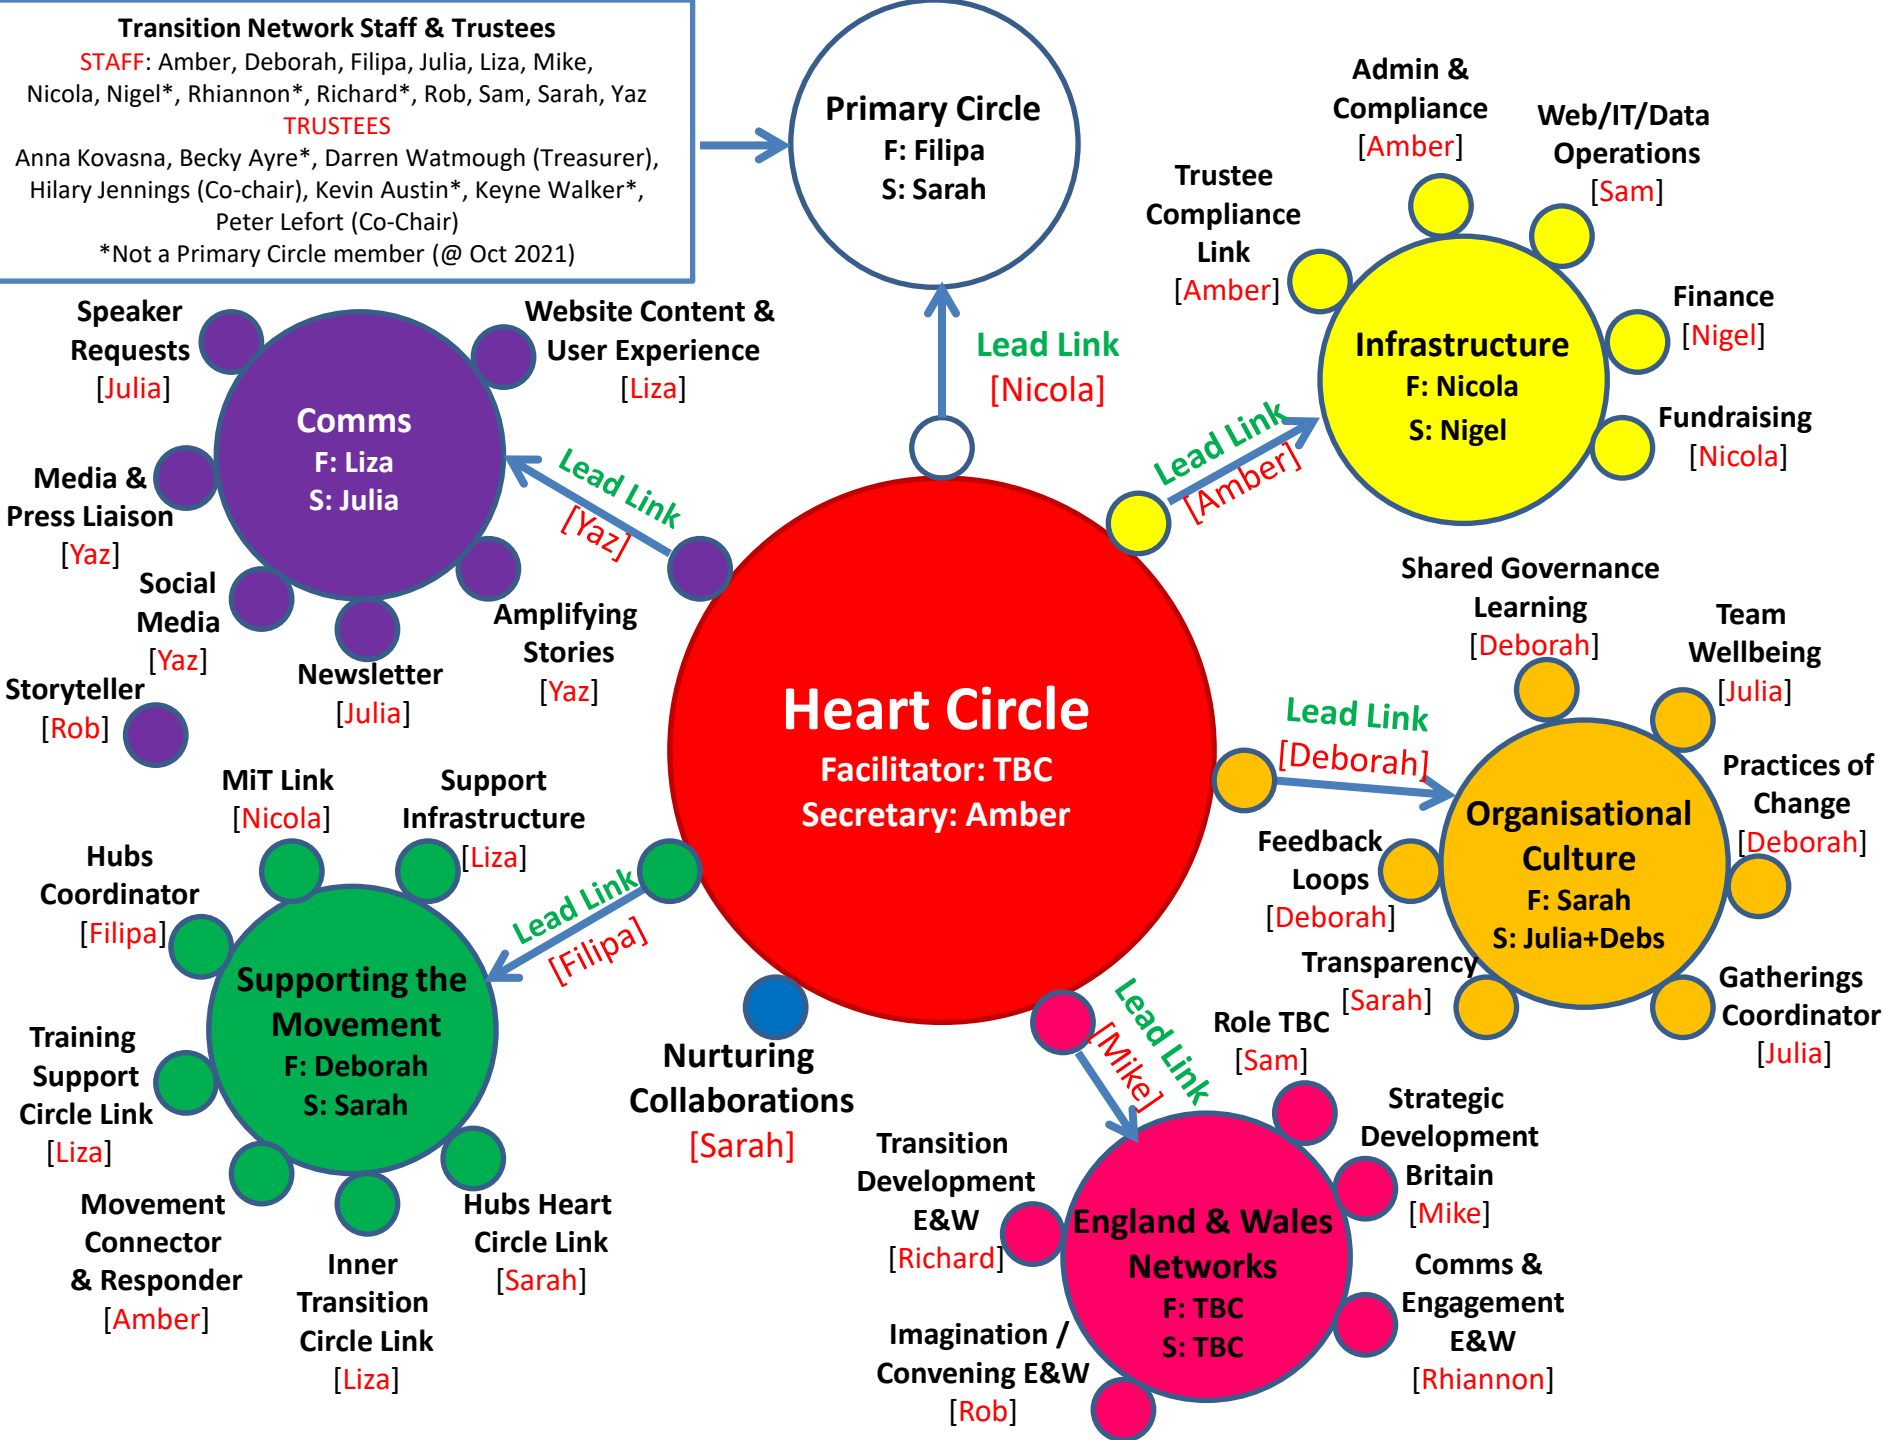 Transition Network Staff & Trustees
STAFF: Amber, Deborah, Filipa, Julia, Liza, Mike,
Nicola, Nigel*, Rhiannon*, Richard*, Rob, Sam, Sarah, Yaz
TRUSTEES
Anna Kovasna, Becky Ayre*, Darren Watmough (Treasurer),
Hilary Jennings (Co-chair), Kevin Austin*, Keyne Walker*,
Peter Lefort (Co-Chair)
*Not a Primary Circle member (@ Oct 2021)
Primary Circle
F: Filipa
S: Sarah
Lead Link
[Nicola]
Admin &
Compliance
[Amber]
Web/IT/Data
Operations
[Sam]
Trustee
Compliance
Link
[Amber]
Finance
[Nigel]
Fundraising
[Nicola]
Infrastructure
F: Nicola
S: Nigel
Lead Link
[Amber]
Speaker
Requests
[Julia]
Website Content &
User Experience
[Liza]
Comms
F: Liza
S: Julia
Lead Link
[Yaz]
Media &
Press Liaison
[Yaz]
Social
Media
[Yaz]
Newsletter
[Julia]
Amplifying
Stories
[Yaz]
Storyteller
[Rob]
Heart Circle
Facilitator: TBC
Secretary: Amber
Shared Governance
Learning
[Deborah]
Team
Wellbeing
[Julia]
Lead Link
[Deborah]
Practices of
Change
[Deborah]
Organisational
Culture
F: Sarah
S: Julia+Debs
Feedback
Loops
[Deborah]
Transparency
[Sarah]
Gatherings
Coordinator
[Julia]
MiT Link
[Nicola]
Support
Infrastructure
[Liza]
Hubs
Coordinator
[Filipa]
Lead Link
[Filipa]
Supporting the
Movement
F: Deborah
S: Sarah
Training
Support
Circle Link
[Liza]
Movement
Connector
& Responder
[Amber]
Inner
Transition
Circle Link
[Liza]
Hubs Heart
Circle Link
[Sarah]
Nurturing
Collaborations
[Sarah]
Lead Link
[Mike]
Role TBC
[Sam]
Strategic
Development
Britain
[Mike]
Transition
Development
E&W
[Richard]
England & Wales
Networks
F: TBC
S: TBC
Comms &
Engagement
E&W
[Rhiannon]
Imagination /
Convening E&W
[Rob]